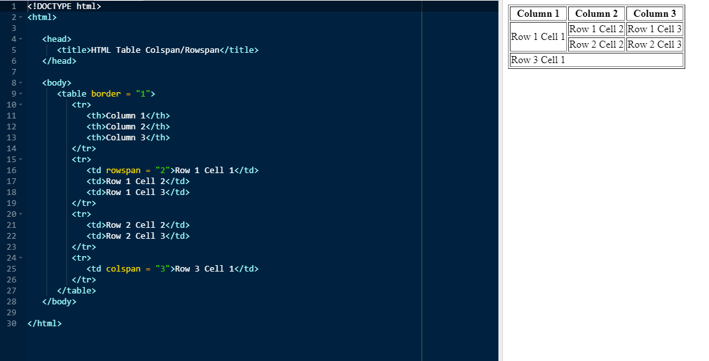 1 <!DOCTYPE html>
2 <html>
3
4 <head>
5 <title>HTML Table Colspan/Rowspan</title>
6 </head>
7
8 <body>
9 <table border = "1">
10 <tr>
11 <th>Column 1</th>
12 <th>Column 2</th>
13 <th>Column 3</th>
14 </tr>
15 <tr>
16 <td rowspan = "2">Row 1 Cell 1</td>
17 <td>Row 1 Cell 2</td>
18 <td>Row 1 Cell 3</td>
19 </tr>
20 <tr>
21 <td>Row 2 Cell 2</td>
22 <td>Row 2 Cell 3</td>
23 </tr>
24 <tr>
25 <td colspan = "3">Row 3 Cell 1</td>
26 </tr>
27 </table>
28 </body>
29
30 </html>
Column 1 Column 2 Column 3
Row 1 Cell 1 Row 1 Cell 2 Row 1 Cell 3
Row 2 Cell 2 Row 2 Cell 3
Row 3 Cell 1